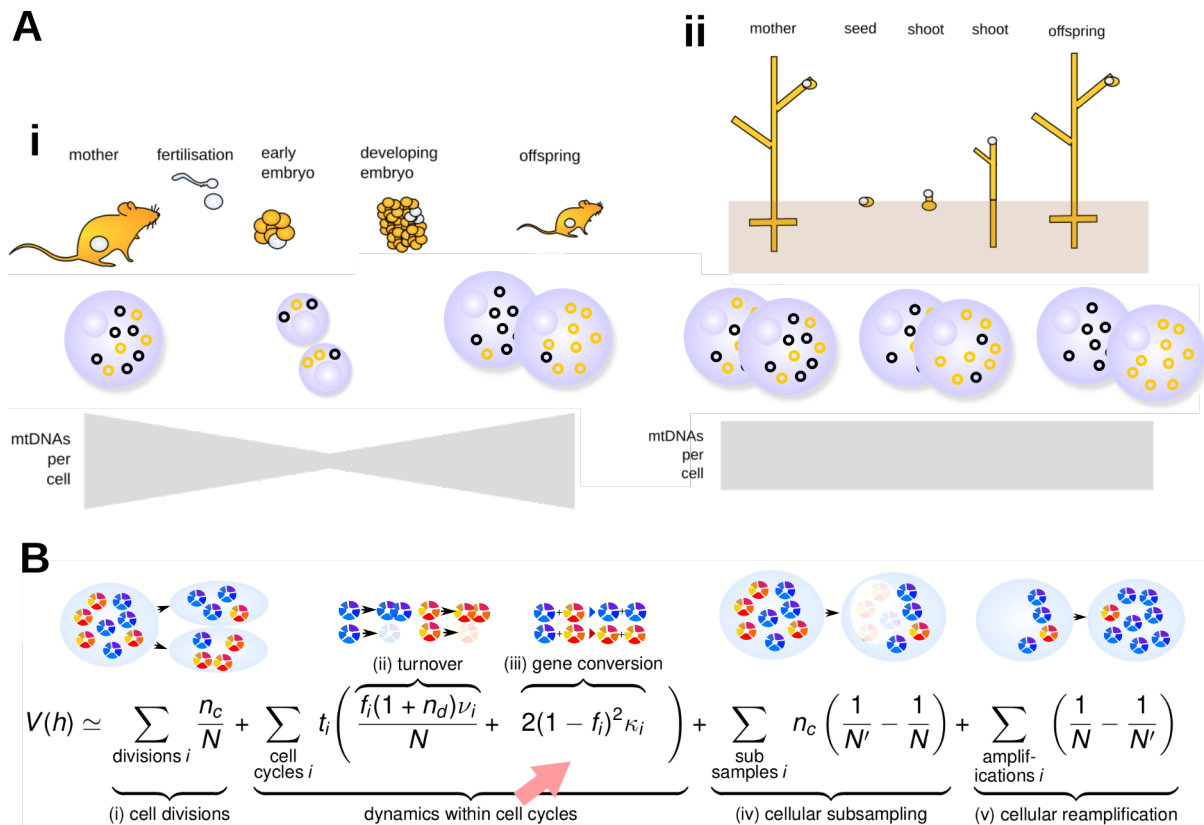 A
i
mother
fertilisation
early
embryo
developing
embryo
offspring
mtDNAs
per
cell
ii
mother seed shoot shoot offspring
mtDNAs
per
cell
B
(ii) turnover (iii) gene conversion
V(h) ≃ ∑ n_c/N + ∑ t_i ( f_i(1 + n_d)ν_i/N + 2(1 − f_i)²κ_i ) + ∑ n_c (1/N′ − 1/N) + ∑ (1/N − 1/N′)
divisions i
cell
cycles i
sub
samples i
amplif-
ications i
(i) cell divisions
dynamics within cell cycles
(iv) cellular subsampling
(v) cellular reamplification